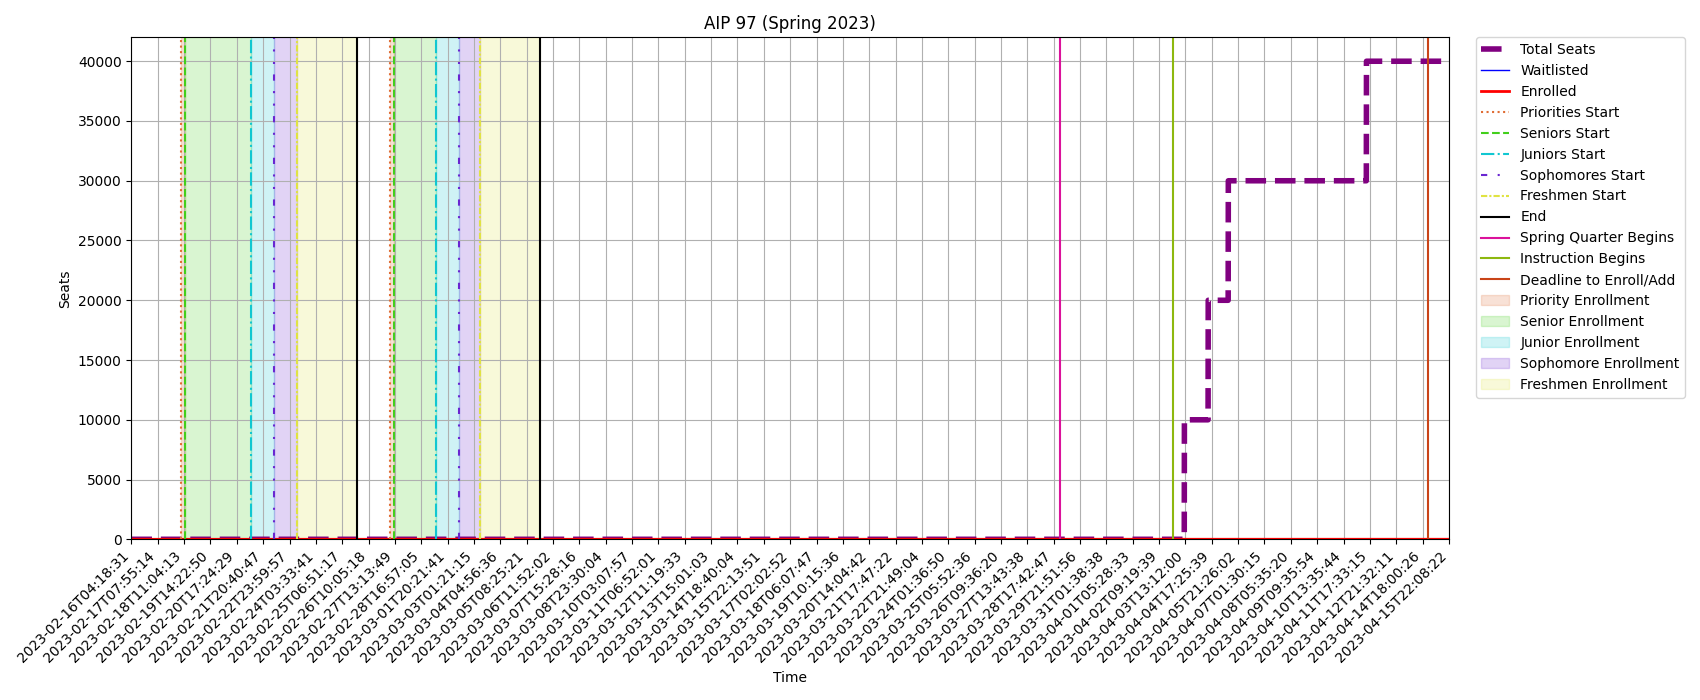 AIP 97 (Spring 2023)
40000
35000
30000
25000
20000
15000
10000
5000
0
Seats
2023-02-16T04:18:31
2023-02-17T07:55:14
2023-02-18T11:04:13
2023-02-19T14:22:50
2023-02-20T17:24:29
2023-02-21T20:40:47
2023-02-22T23:59:57
2023-02-24T03:33:41
2023-02-25T06:51:17
2023-02-26T10:05:18
2023-02-27T13:13:49
2023-02-28T16:57:05
2023-03-01T20:21:41
2023-03-03T01:21:15
2023-03-04T04:56:36
2023-03-05T08:25:21
2023-03-06T11:52:02
2023-03-07T15:28:16
2023-03-08T23:30:04
2023-03-10T03:07:57
2023-03-11T06:52:01
2023-03-12T11:19:33
2023-03-13T15:01:03
2023-03-14T18:40:04
2023-03-15T22:13:51
2023-03-17T02:02:52
2023-03-18T06:07:47
2023-03-19T10:15:36
2023-03-20T14:04:42
2023-03-21T17:47:22
2023-03-22T21:49:04
2023-03-24T01:36:50
2023-03-25T05:52:36
2023-03-26T09:36:20
2023-03-27T13:43:38
2023-03-28T17:42:47
2023-03-29T21:51:56
2023-03-31T01:38:38
2023-04-01T05:28:33
2023-04-02T09:19:39
2023-04-03T13:12:00
2023-04-04T17:25:39
2023-04-05T21:26:02
2023-04-07T01:30:15
2023-04-08T05:35:20
2023-04-09T09:35:54
2023-04-10T13:35:44
2023-04-11T17:33:15
2023-04-12T21:32:11
2023-04-14T18:00:26
2023-04-15T22:08:22
Time
Total Seats
Waitlisted
Enrolled
Priorities Start
Seniors Start
Juniors Start
Sophomores Start
Freshmen Start
End
Spring Quarter Begins
Instruction Begins
Deadline to Enroll/Add
Priority Enrollment
Senior Enrollment
Junior Enrollment
Sophomore Enrollment
Freshmen Enrollment